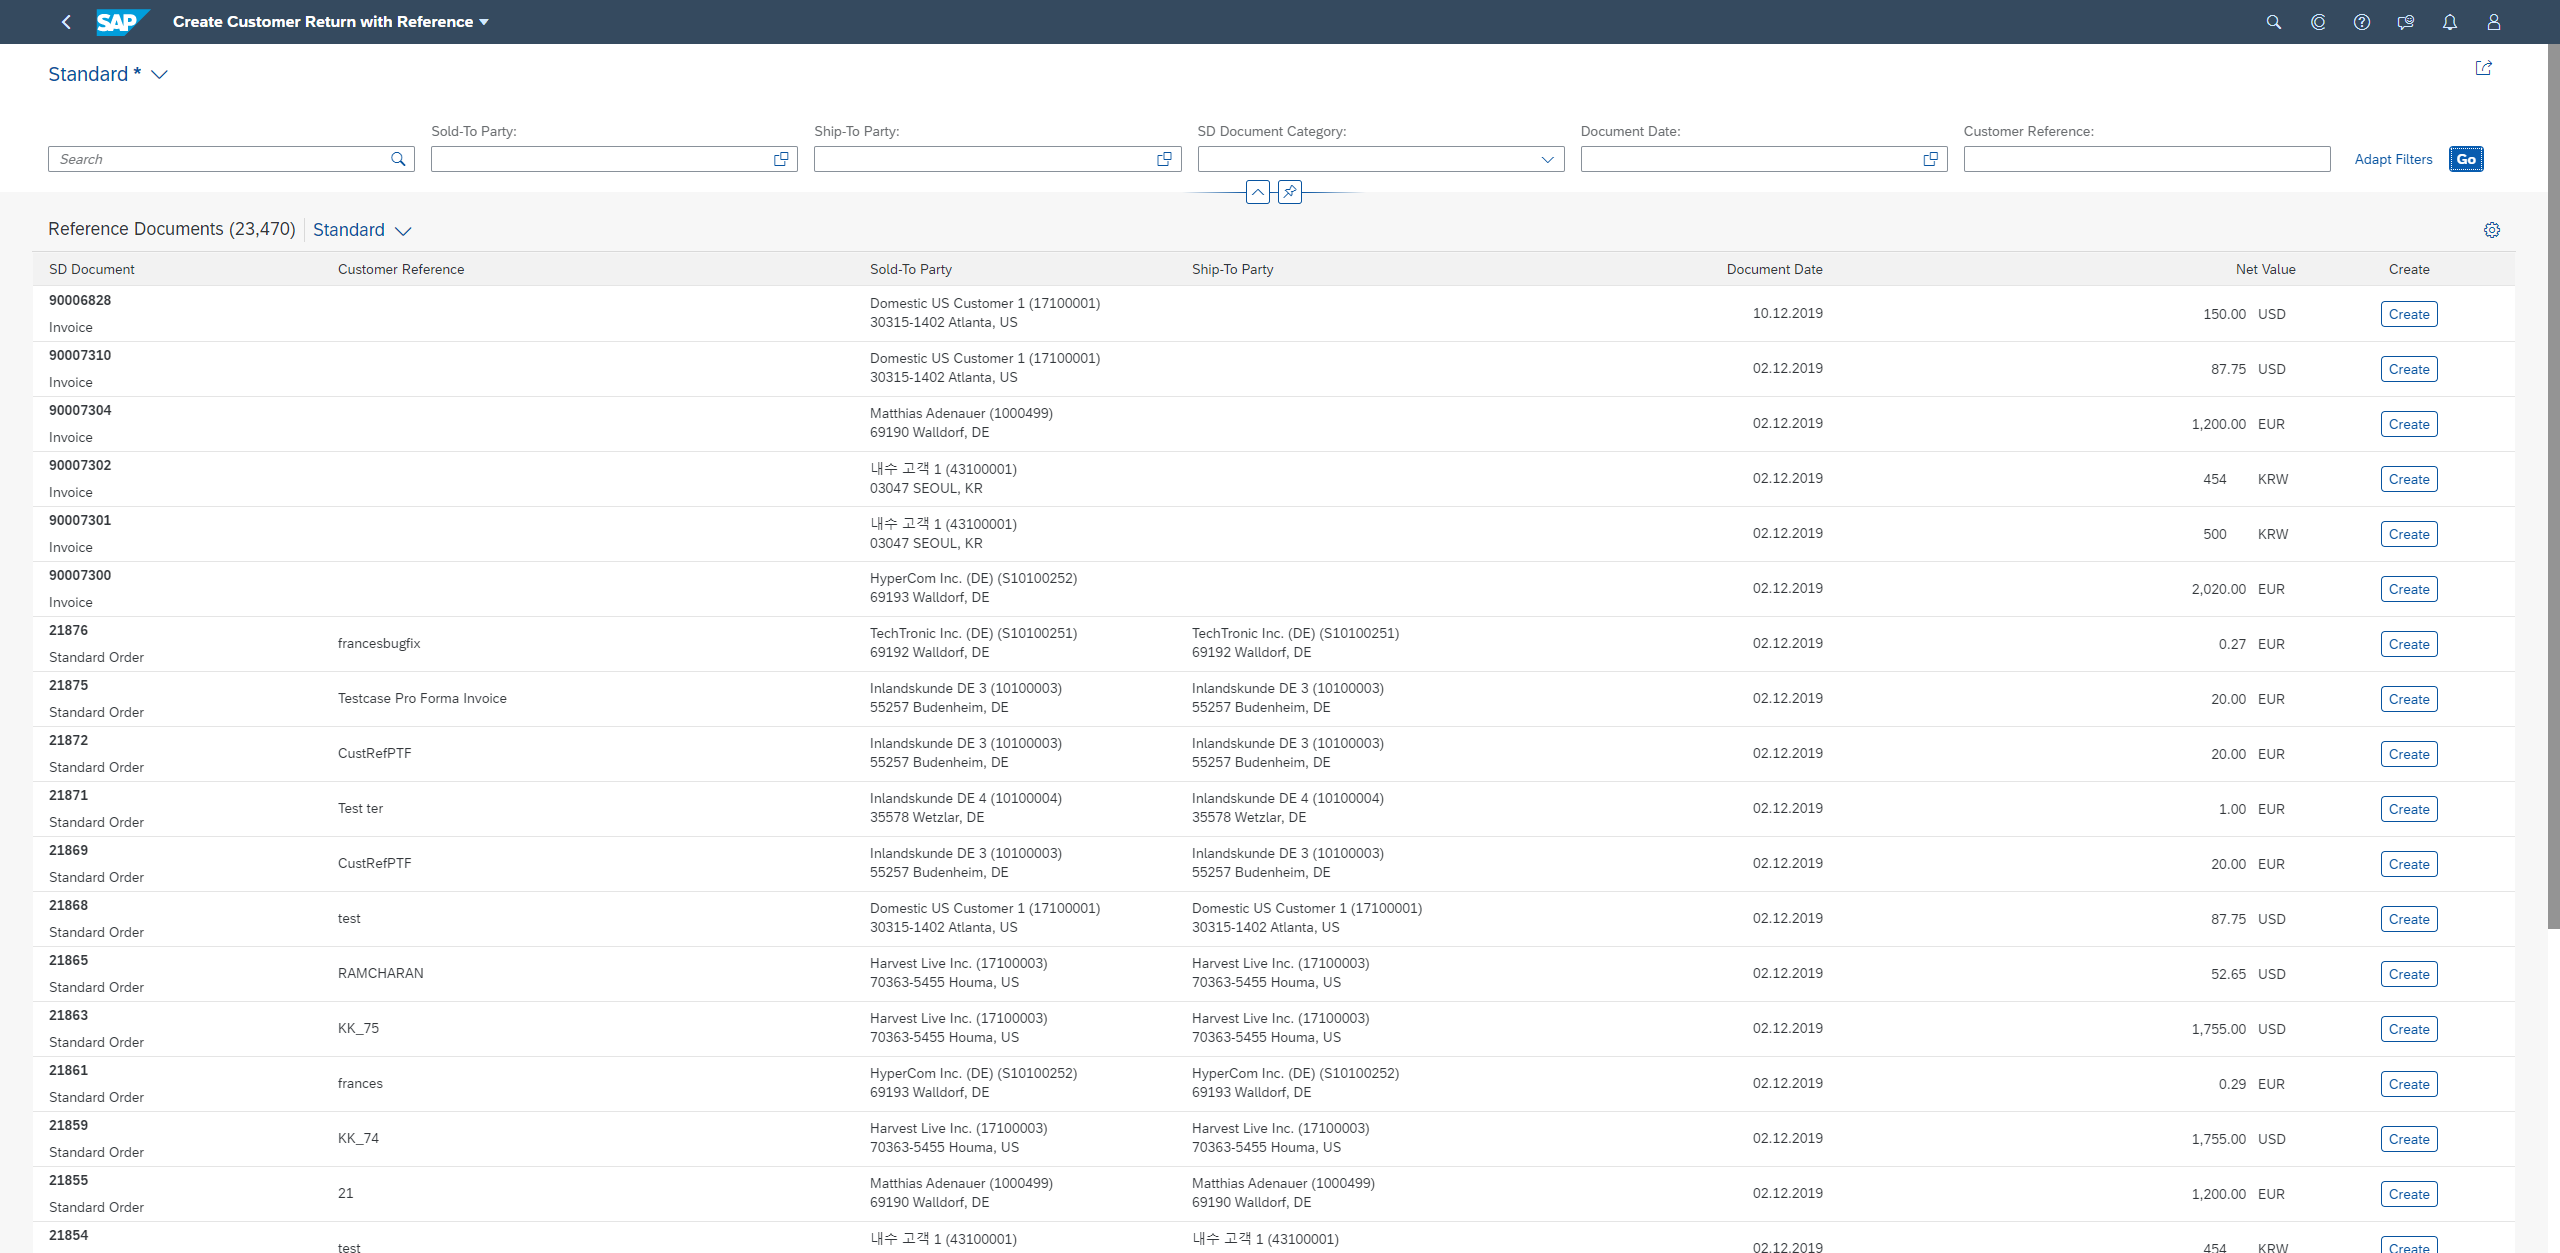 SAP Create Customer Return with Reference
Standard *
Sold-To Party: Ship-To Party: SD Document Category: Document Date: Customer Reference:
Search Adapt Filters Go
Reference Documents (23,470) Standard
SD Document Customer Reference Sold-To Party Ship-To Party Document Date Net Value Create
90006828 Domestic US Customer 1 (17100001) 10.12.2019 150.00 USD Create
Invoice 30315-1402 Atlanta, US
90007310 Domestic US Customer 1 (17100001) 02.12.2019 87.75 USD Create
Invoice 30315-1402 Atlanta, US
90007304 Matthias Adenauer (1000499) 02.12.2019 1,200.00 EUR Create
Invoice 69190 Walldorf, DE
90007302 내수 고객 1 (43100001) 02.12.2019 454 KRW Create
Invoice 03047 SEOUL, KR
90007301 내수 고객 1 (43100001) 02.12.2019 500 KRW Create
Invoice 03047 SEOUL, KR
90007300 HyperCom Inc. (DE) (S10100252) 02.12.2019 2,020.00 EUR Create
Invoice 69193 Walldorf, DE
21876 francesbugfix TechTronic Inc. (DE) (S10100251) TechTronic Inc. (DE) (S10100251) 02.12.2019 0.27 EUR Create
Standard Order 69192 Walldorf, DE 69192 Walldorf, DE
21875 Testcase Pro Forma Invoice Inlandskunde DE 3 (10100003) Inlandskunde DE 3 (10100003) 02.12.2019 20.00 EUR Create
Standard Order 55257 Budenheim, DE 55257 Budenheim, DE
21872 CustRefPTF Inlandskunde DE 3 (10100003) Inlandskunde DE 3 (10100003) 02.12.2019 20.00 EUR Create
Standard Order 55257 Budenheim, DE 55257 Budenheim, DE
21871 Test ter Inlandskunde DE 4 (10100004) Inlandskunde DE 4 (10100004) 02.12.2019 1.00 EUR Create
Standard Order 35578 Wetzlar, DE 35578 Wetzlar, DE
21869 CustRefPTF Inlandskunde DE 3 (10100003) Inlandskunde DE 3 (10100003) 02.12.2019 20.00 EUR Create
Standard Order 55257 Budenheim, DE 55257 Budenheim, DE
21868 test Domestic US Customer 1 (17100001) Domestic US Customer 1 (17100001) 02.12.2019 87.75 USD Create
Standard Order 30315-1402 Atlanta, US 30315-1402 Atlanta, US
21865 RAMCHARAN Harvest Live Inc. (17100003) Harvest Live Inc. (17100003) 02.12.2019 52.65 USD Create
Standard Order 70363-5455 Houma, US 70363-5455 Houma, US
21863 KK_75 Harvest Live Inc. (17100003) Harvest Live Inc. (17100003) 02.12.2019 1,755.00 USD Create
Standard Order 70363-5455 Houma, US 70363-5455 Houma, US
21861 frances HyperCom Inc. (DE) (S10100252) HyperCom Inc. (DE) (S10100252) 02.12.2019 0.29 EUR Create
Standard Order 69193 Walldorf, DE 69193 Walldorf, DE
21859 KK_74 Harvest Live Inc. (17100003) Harvest Live Inc. (17100003) 02.12.2019 1,755.00 USD Create
Standard Order 70363-5455 Houma, US 70363-5455 Houma, US
21855 21 Matthias Adenauer (1000499) Matthias Adenauer (1000499) 02.12.2019 1,200.00 EUR Create
Standard Order 69190 Walldorf, DE 69190 Walldorf, DE
21854 test 내수 고객 1 (43100001) 내수 고객 1 (43100001) 02.12.2019 454 KRW Create